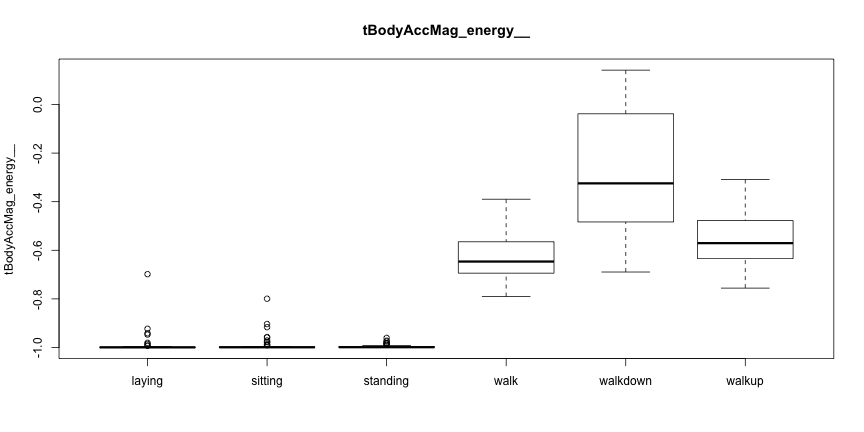 tBodyAccMag_energy__
tBodyAccMag_energy__
0.0
-0.2
-0.4
-0.6
-0.8
-1.0
laying sitting standing walk walkdown walkup